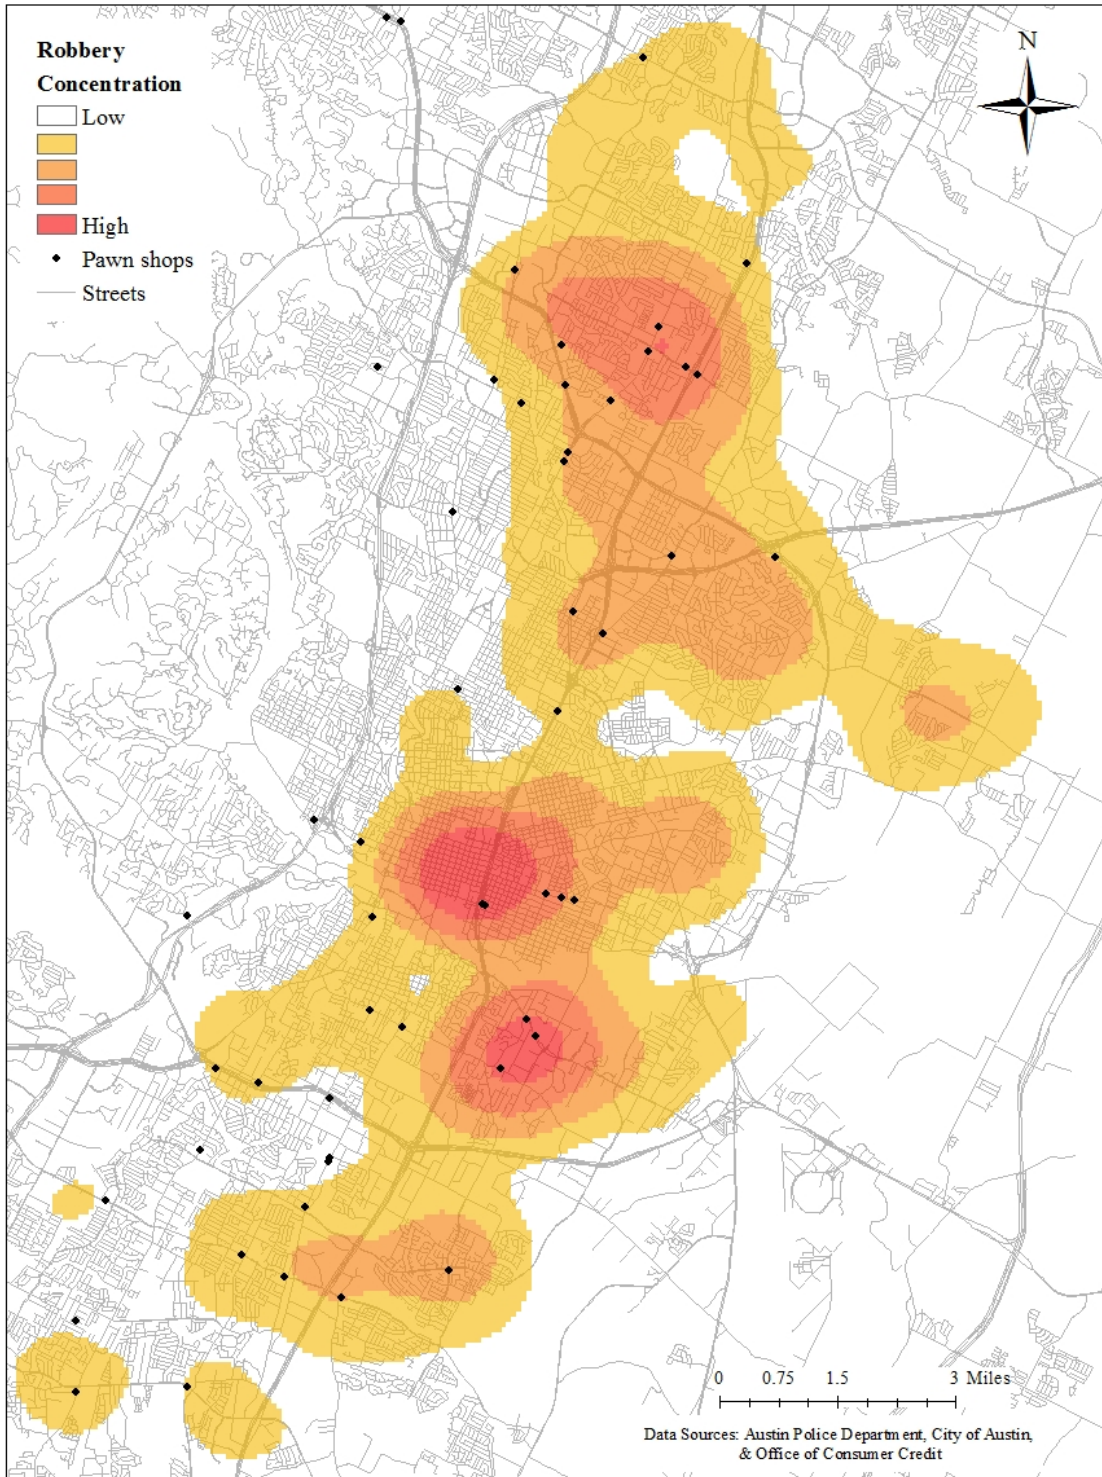 Robbery
Concentration
Low
High
Pawn shops
Streets
N
0 0.75 1.5 3 Miles
Data Sources: Austin Police Department, City of Austin,
& Office of Consumer Credit